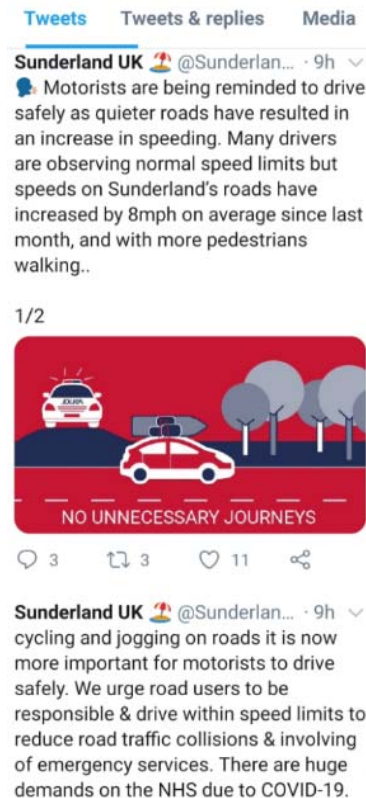 Tweets Tweets & replies Media
Sunderland UK @Sunderlan... · 9h
Motorists are being reminded to drive
safely as quieter roads have resulted in
an increase in speeding. Many drivers
are observing normal speed limits but
speeds on Sunderland's roads have
increased by 8mph on average since last
month, and with more pedestrians
walking..
1/2
NO UNNECESSARY JOURNEYS
3 3 11
Sunderland UK @Sunderlan... · 9h
cycling and jogging on roads it is now
more important for motorists to drive
safely. We urge road users to be
responsible & drive within speed limits to
reduce road traffic collisions & involving
of emergency services. There are huge
demands on the NHS due to COVID-19.